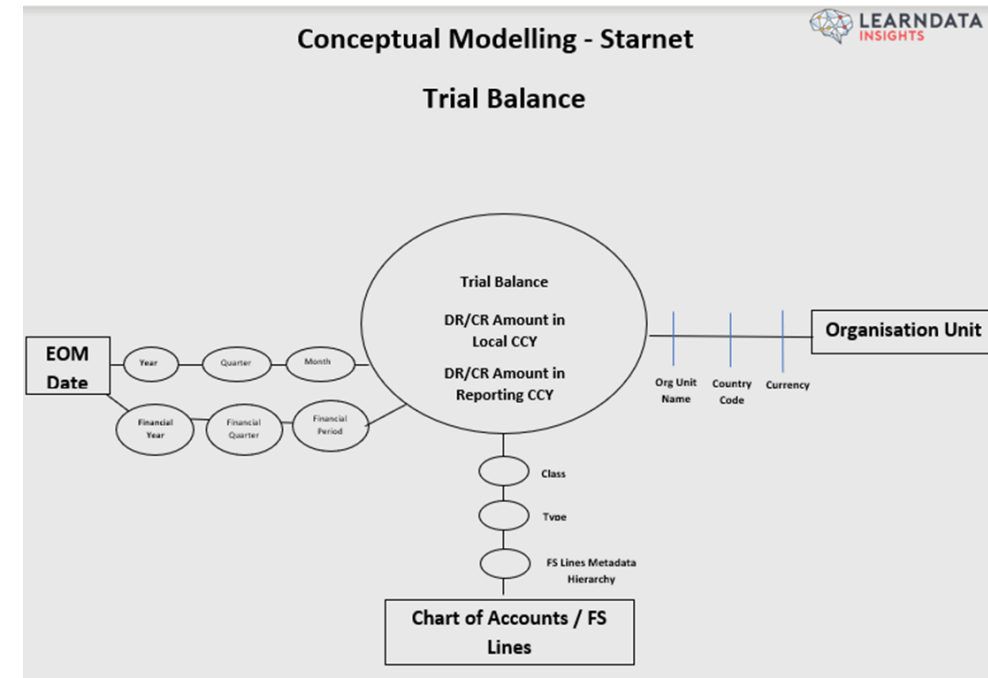 LEARNDATA
INSIGHTS
Conceptual Modelling - Starnet
Trial Balance
Trial Balance
DR/CR Amount in
Local CCY
DR/CR Amount in
Reporting CCY
EOM
Date
Year
Quarter
Month
Financial
Year
Financial
Quarter
Financial
Period
Org Unit
Name
Country
Code
Currency
Organisation Unit
Class
Type
FS Lines Metadata
Hierarchy
Chart of Accounts / FS
Lines